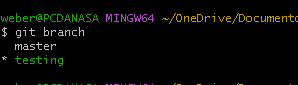 weber@PCDANASA MINGW64 ~/OneDrive/Documento
$ git branch
  master
* testing